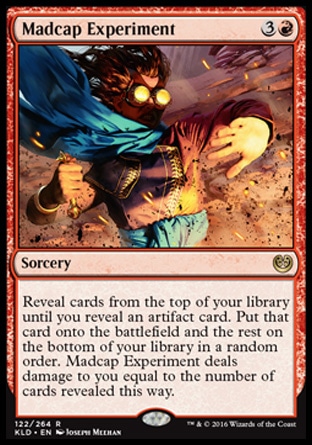 Madcap Experiment 3
Sorcery
Reveal cards from the top of your library
until you reveal an artifact card. Put that
card onto the battlefield and the rest on
the bottom of your library in a random
order. Madcap Experiment deals
damage to you equal to the number of
cards revealed this way.
122/264 R
KLD • EN JOSEPH MEEHAN ™ & © 2016 Wizards of the Coast